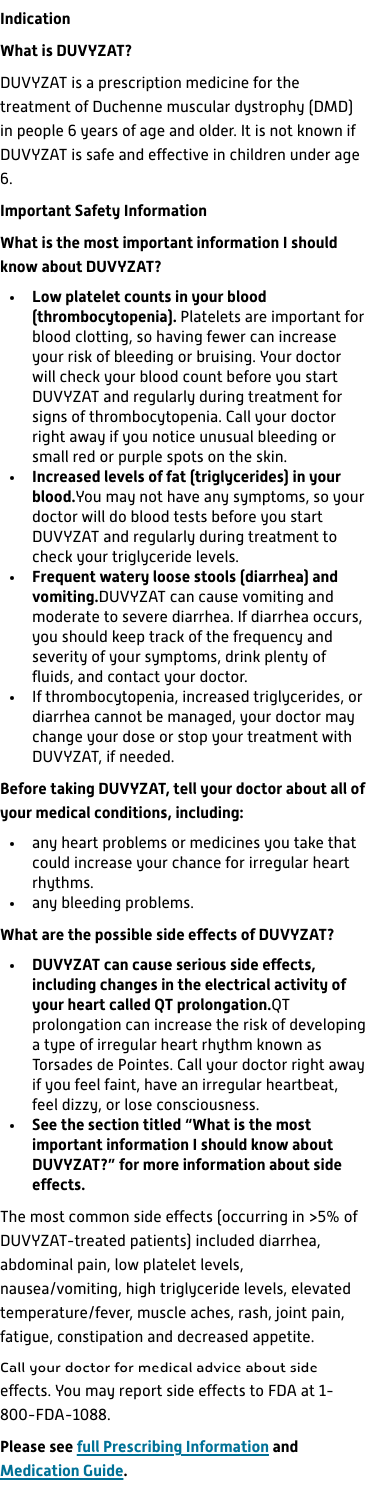 Indication
What is DUVYZAT?
DUVYZAT is a prescription medicine for the
treatment of Duchenne muscular dystrophy (DMD)
in people 6 years of age and older. It is not known if
DUVYZAT is safe and effective in children under age
6.
Important Safety Information
What is the most important information I should
know about DUVYZAT?
• Low platelet counts in your blood
(thrombocytopenia). Platelets are important for
blood clotting, so having fewer can increase
your risk of bleeding or bruising. Your doctor
will check your blood count before you start
DUVYZAT and regularly during treatment for
signs of thrombocytopenia. Call your doctor
right away if you notice unusual bleeding or
small red or purple spots on the skin.
• Increased levels of fat (triglycerides) in your
blood.You may not have any symptoms, so your
doctor will do blood tests before you start
DUVYZAT and regularly during treatment to
check your triglyceride levels.
• Frequent watery loose stools (diarrhea) and
vomiting.DUVYZAT can cause vomiting and
moderate to severe diarrhea. If diarrhea occurs,
you should keep track of the frequency and
severity of your symptoms, drink plenty of
fluids, and contact your doctor.
• If thrombocytopenia, increased triglycerides, or
diarrhea cannot be managed, your doctor may
change your dose or stop your treatment with
DUVYZAT, if needed.
Before taking DUVYZAT, tell your doctor about all of
your medical conditions, including:
• any heart problems or medicines you take that
could increase your chance for irregular heart
rhythms.
• any bleeding problems.
What are the possible side effects of DUVYZAT?
• DUVYZAT can cause serious side effects,
including changes in the electrical activity of
your heart called QT prolongation.QT
prolongation can increase the risk of developing
a type of irregular heart rhythm known as
Torsades de Pointes. Call your doctor right away
if you feel faint, have an irregular heartbeat,
feel dizzy, or lose consciousness.
• See the section titled “What is the most
important information I should know about
DUVYZAT?” for more information about side
effects.
The most common side effects (occurring in >5% of
DUVYZAT-treated patients) included diarrhea,
abdominal pain, low platelet levels,
nausea/vomiting, high triglyceride levels, elevated
temperature/fever, muscle aches, rash, joint pain,
fatigue, constipation and decreased appetite.
Call your doctor for medical advice about side
effects. You may report side effects to FDA at 1-
800-FDA-1088.
Please see full Prescribing Information and
Medication Guide.